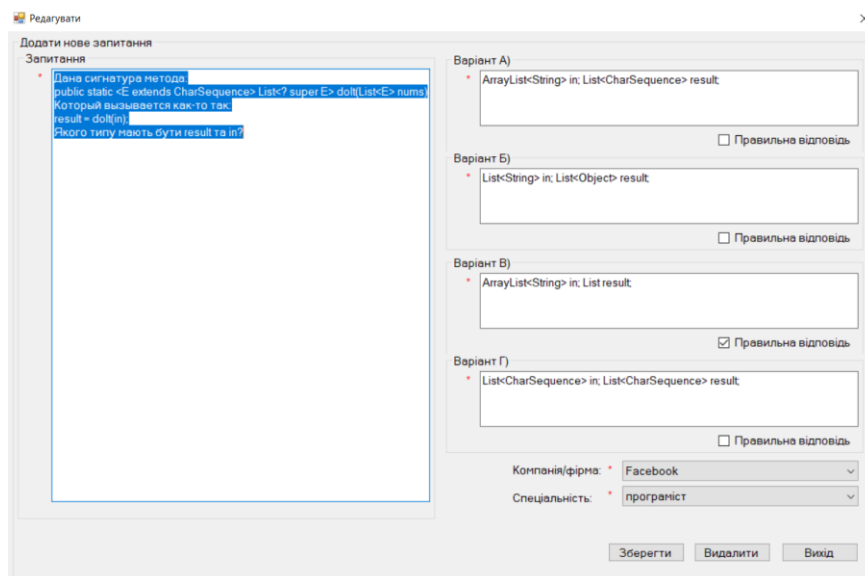 Редагувати
Додати нове запитання
Запитання
* Дана сигнатура метода:
public static <E extends CharSequence> List<? super E> doIt(List<E> nums)
Который вызывается как-то так:
result = doIt(in);
Якого типу мають бути result та in?
Варіант А)
* ArrayList<String> in; List<CharSequence> result;
Правильна відповідь
Варіант Б)
* List<String> in; List<Object> result;
Правильна відповідь
Варіант В)
* ArrayList<String> in; List result;
Правильна відповідь
Варіант Г)
* List<CharSequence> in; List<CharSequence> result;
Правильна відповідь
Компанія/фірма: * Facebook
Спеціальність: * програміст
Зберегти Видалити Вихід